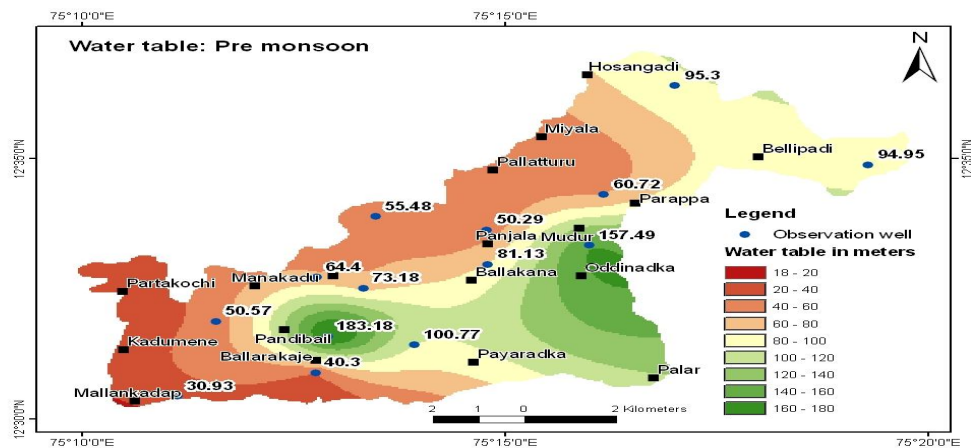 75°10'0"E
75°15'0"E
Water table: Pre monsoon
N
Hosangadi
95.3
Miyala
12°35'0"N
Bellipadi
12°35'0"N
Pallatturu
94.95
60.72
Parappa
55.48
50.29
Legend
Panjala
Mudur
157.49
Observation well
81.13
Water table in meters
64.4
73.18
Ballakana
Oddinadka
18 - 20
Partakochi
Manakadu
20 - 40
40 - 60
50.57
60 - 80
183.18
Pandibail
100.77
80 - 100
Kadumene
Ballarakaje
40.3
Payaradka
100 - 120
Palar
120 - 140
30.93
140 - 160
Mallankadap
160 - 180
2 1 0 2 Kilometers
12°30'0"N
75°10'0"E
75°15'0"E
75°20'0"E